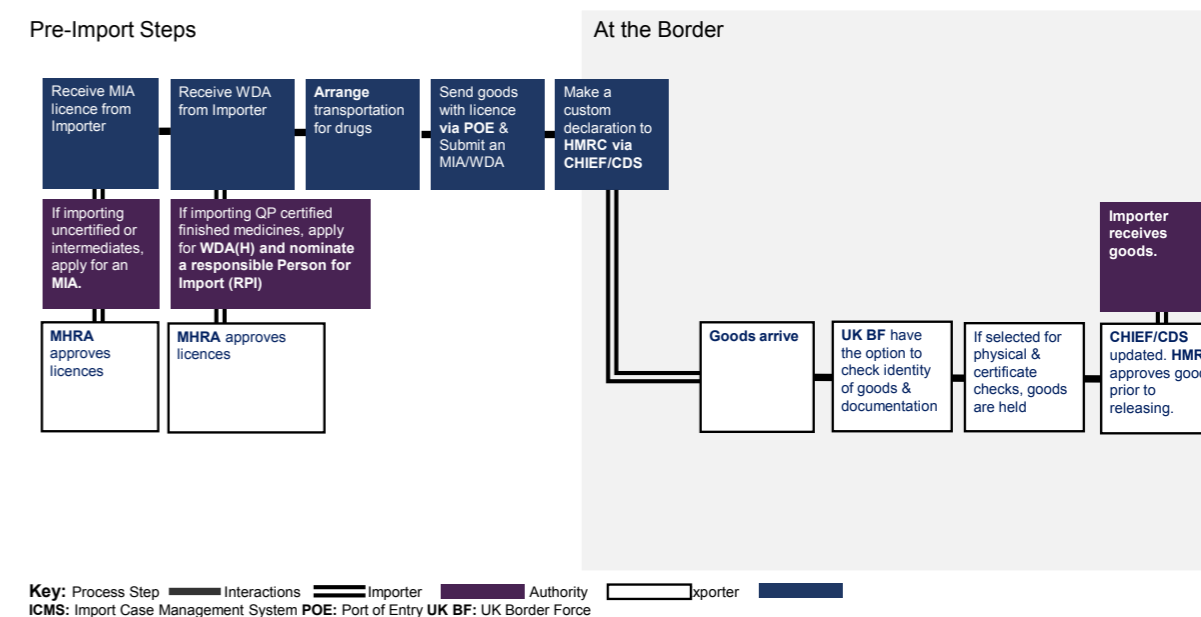 Pre-Import Steps
At the Border
Receive MIA
licence from
Importer
Receive WDA
from Importer
Arrange
transportation
for drugs
Send goods
with licence
via POE &
Submit an
MIA/WDA
Make a
custom
declaration to
HMRC via
CHIEF/CDS
If importing
uncertified or
intermediates,
apply for an
MIA.
If importing QP certified
finished medicines, apply
for WDA(H) and nominate
a responsible Person for
Import (RPI)
Importer
receives
goods.
MHRA
approves
licences
MHRA approves
licences
Goods arrive
UK BF have
the option to
check identity
of goods &
documentation
If selected for
physical &
certificate
checks, goods
are held
CHIEF/CDS
updated. HMR
approves good
prior to
releasing.
Key: Process Step Interactions Importer Authority xporter
ICMS: Import Case Management System POE: Port of Entry UK BF: UK Border Force